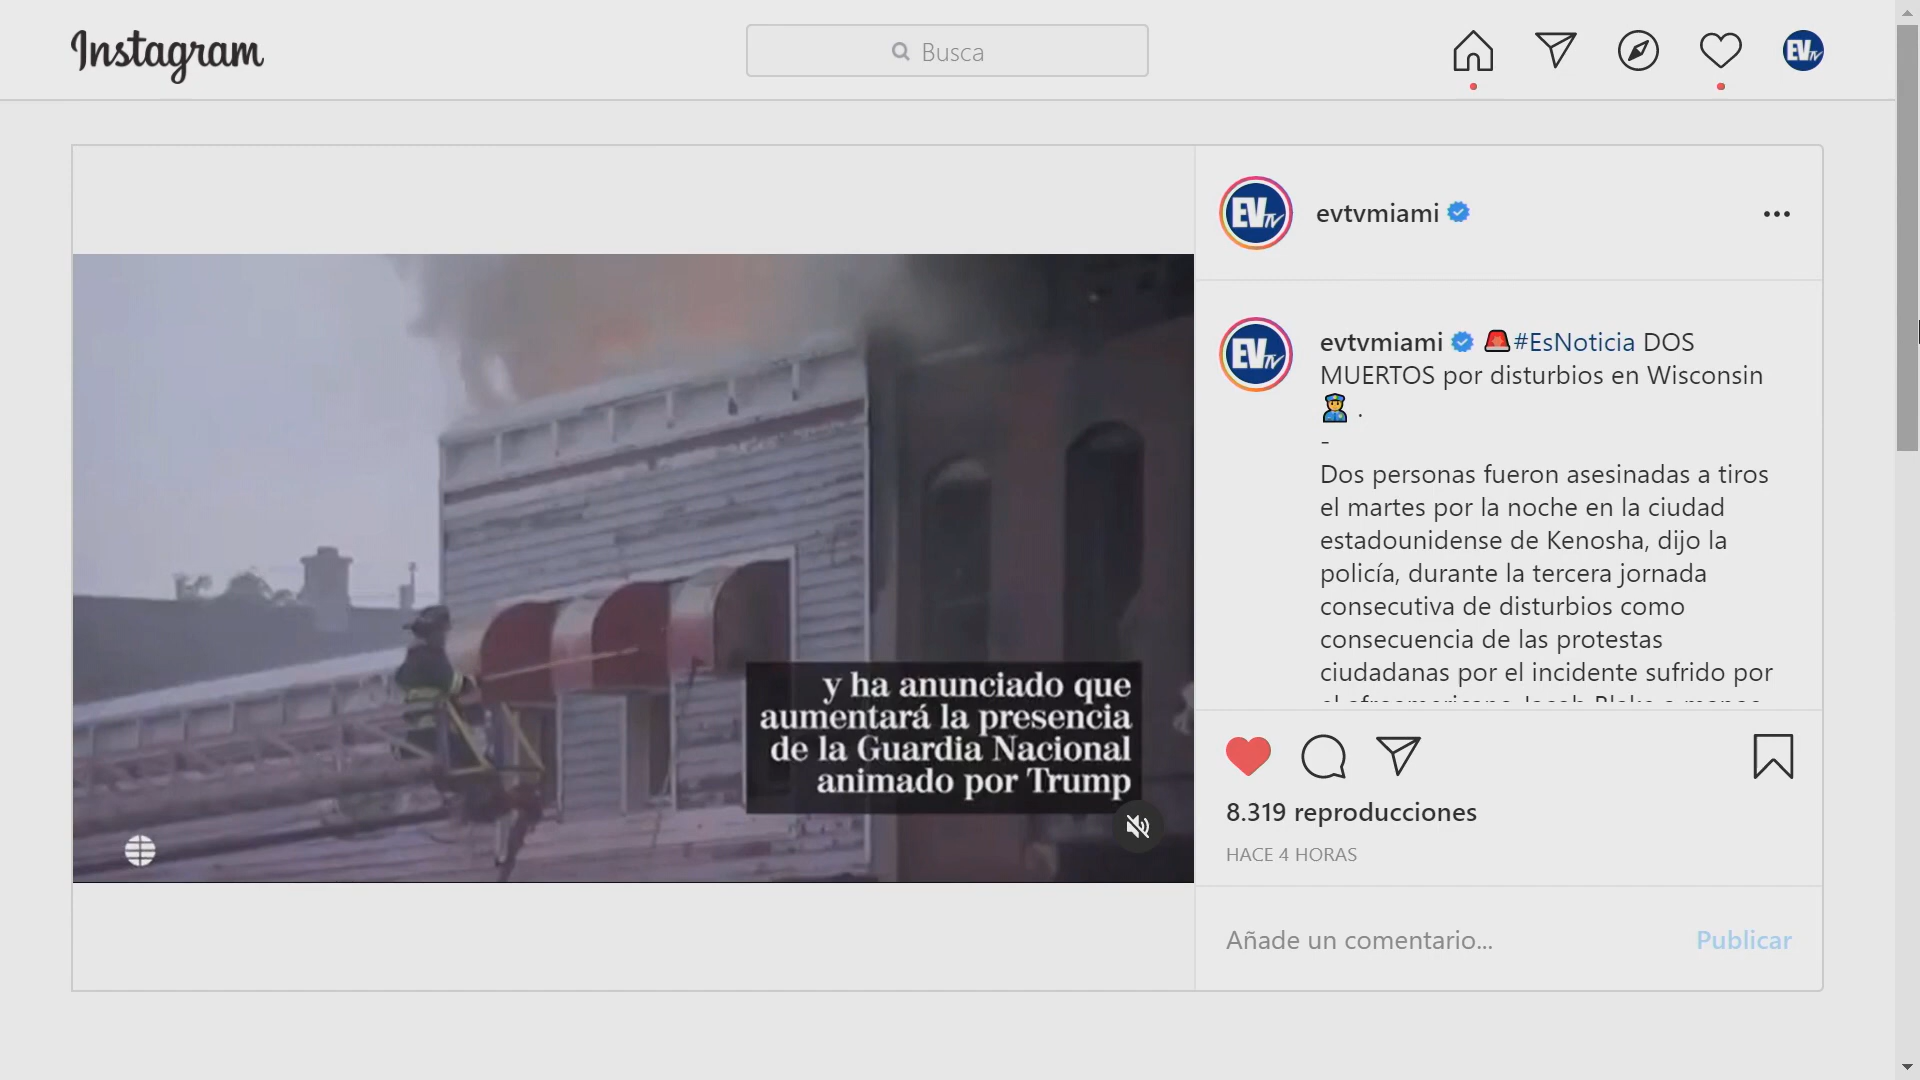 Instagram
Busca
EVTV
EVTV
evtvmiami
EVTV
evtvmiami #EsNoticia DOS
MUERTOS por disturbios en Wisconsin
.
-
Dos personas fueron asesinadas a tiros
el martes por la noche en la ciudad
estadounidense de Kenosha, dijo la
policía, durante la tercera jornada
consecutiva de disturbios como
consecuencia de las protestas
ciudadanas por el incidente sufrido por
y ha anunciado que
aumentará la presencia
de la Guardia Nacional
animado por Trump
8.319 reproducciones
HACE 4 HORAS
Añade un comentario...
Publicar